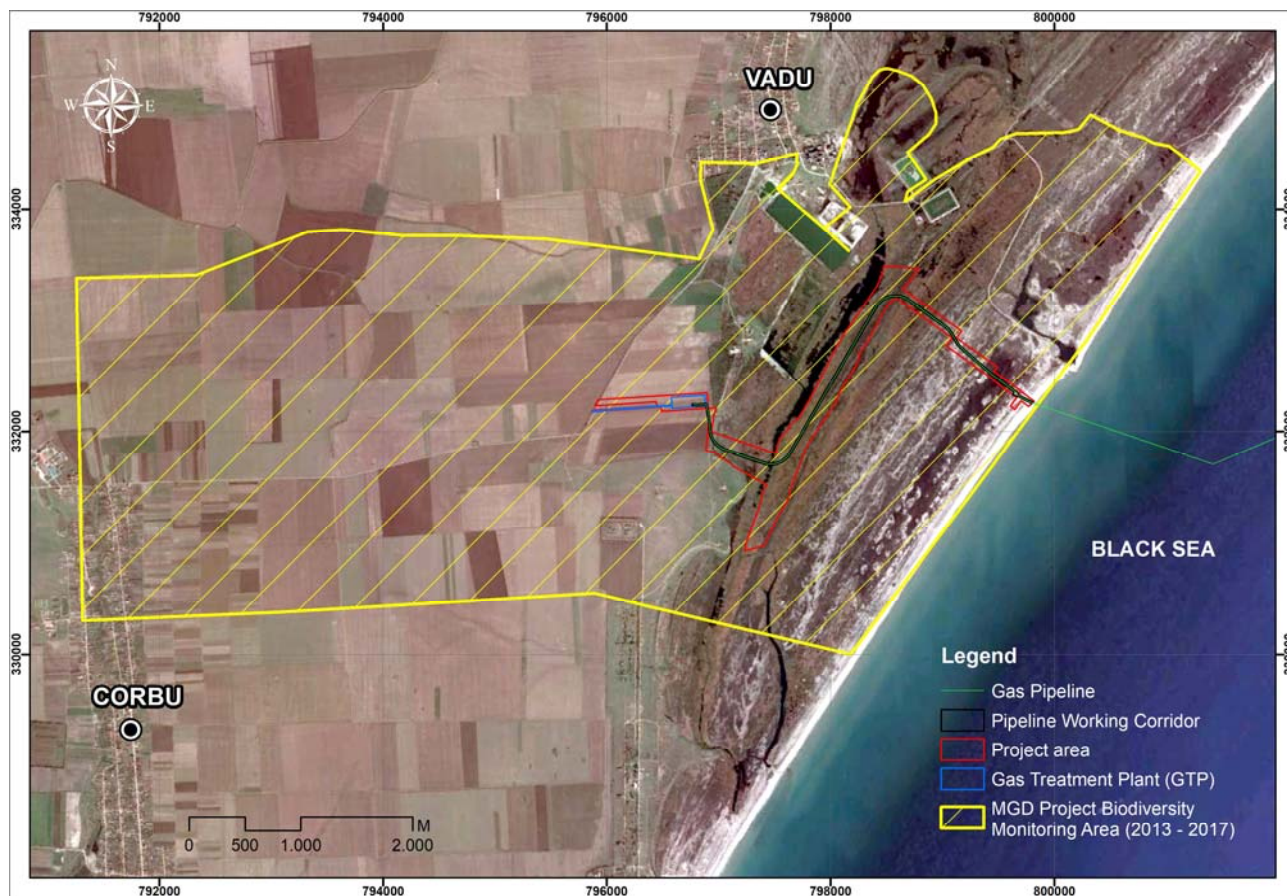 792000 794000 796000 798000 800000
N
W E
S
VADU
334000
332000
332000
BLACK SEA
330000
330000
Legend
Gas Pipeline
Pipeline Working Corridor
Project area
Gas Treatment Plant (GTP)
MGD Project Biodiversity
Monitoring Area (2013 - 2017)
CORBU
M
0 500 1.000 2.000
792000 794000 796000 798000 800000